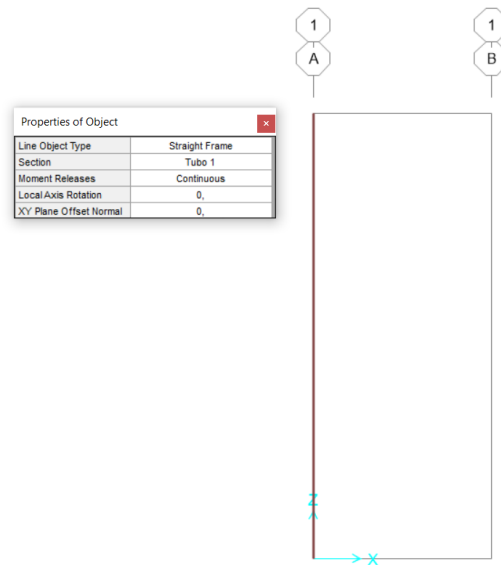 1
1
A
B
Properties of Object
×
Line Object Type Straight Frame
Section Tubo 1
Moment Releases Continuous
Local Axis Rotation 0,
XY Plane Offset Normal 0,
Z
X